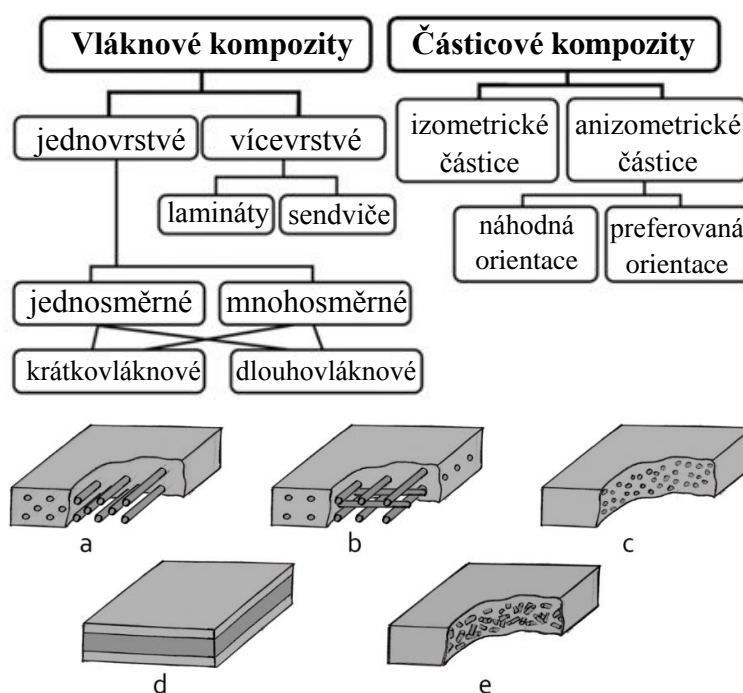 Vláknové kompozity
Částicové kompozity
jednovrstvé
vícevrstvé
izometrické
částice
anizometrické
částice
lamináty
sendviče
náhodná
orientace
preferovaná
orientace
jednosměrné
mnohosměrné
krátkovláknové
dlouhovláknové
a
b
c
d
e